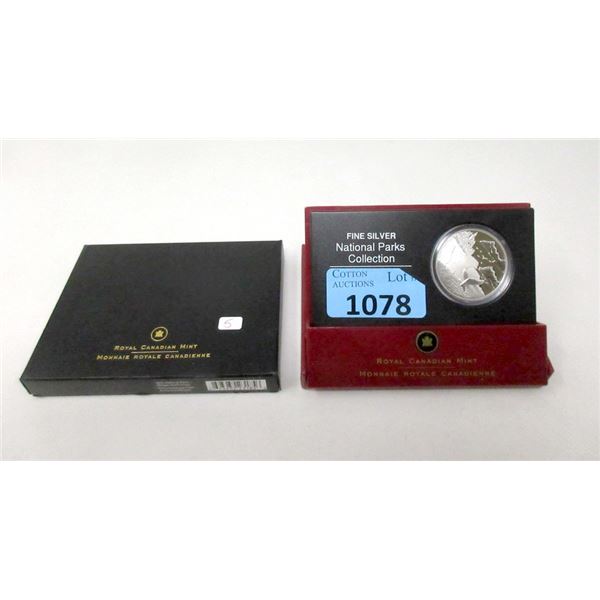 5
ROYAL CANADIAN MINT
MONNAIE ROYALE CANADIENNE
FINE SILVER
National Parks
Collection
COTTON
AUCTIONS
Lot
1078
ROYAL CANADIAN MINT
MONNAIE ROYALE CANADIENNE